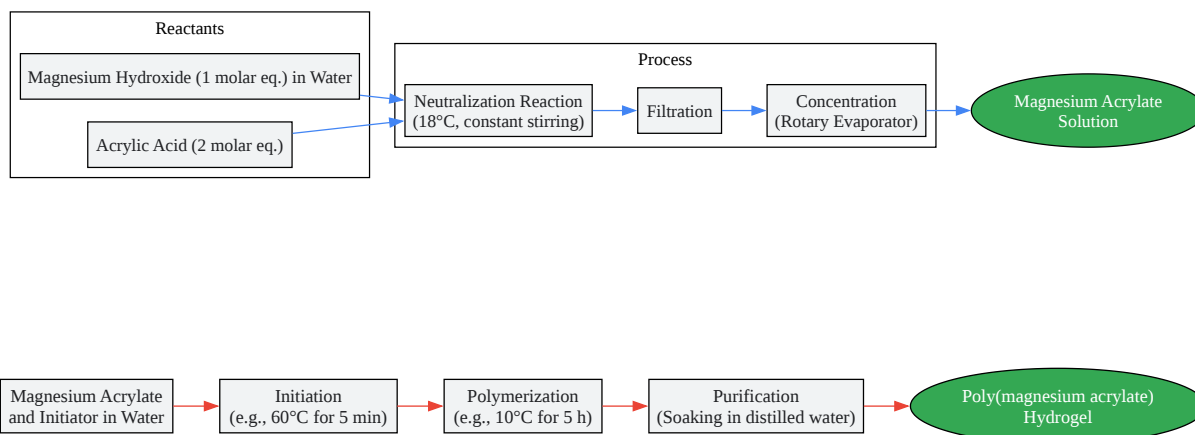 Reactants
Magnesium Hydroxide (1 molar eq.) in Water
Acrylic Acid (2 molar eq.)
Process
Neutralization Reaction
(18°C, constant stirring)
Filtration
Concentration
(Rotary Evaporator)
Magnesium Acrylate
Solution
Magnesium Acrylate
and Initiator in Water
Initiation
(e.g., 60°C for 5 min)
Polymerization
(e.g., 10°C for 5 h)
Purification
(Soaking in distilled water)
Poly(magnesium acrylate)
Hydrogel